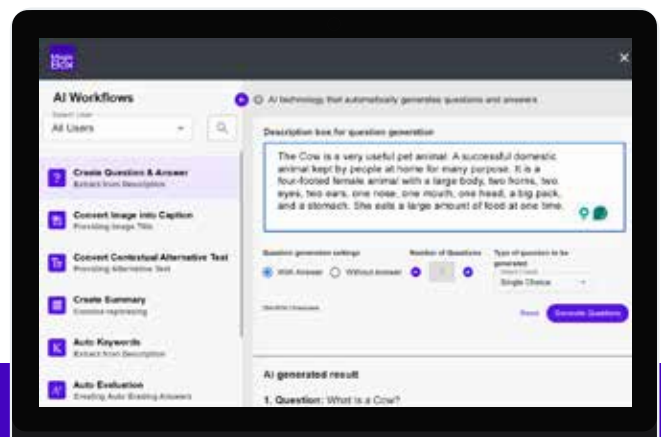 Magic
BOX
×
AI Workflows
Select User
All Users
Create Question & Answer
Extract from Description
Convert Image into Caption
Providing Image Title
Convert Contextual Alternative Text
Providing Alternative Text
Create Summary
Concise rephrasing
Auto Keywords
Extract from Description
Auto Evaluation
Creating Auto Grading Answers
AI technology that automatically generates questions and answers
Description box for question generation
The Cow is a very useful pet animal. A successful domestic
animal kept by people at home for many purpose. It is a
four-footed female animal with a large body, two horns, two
eyes, two ears, one nose, one mouth, one head, a big pack,
and a stomach. She eats a large amount of food at one time.
Question generation settings
With Answer
Without Answer
Number of Questions
Type of question to be
generated
Single Choice
Reset
Generate Question
AI generated result
1. Question: What is a Cow?